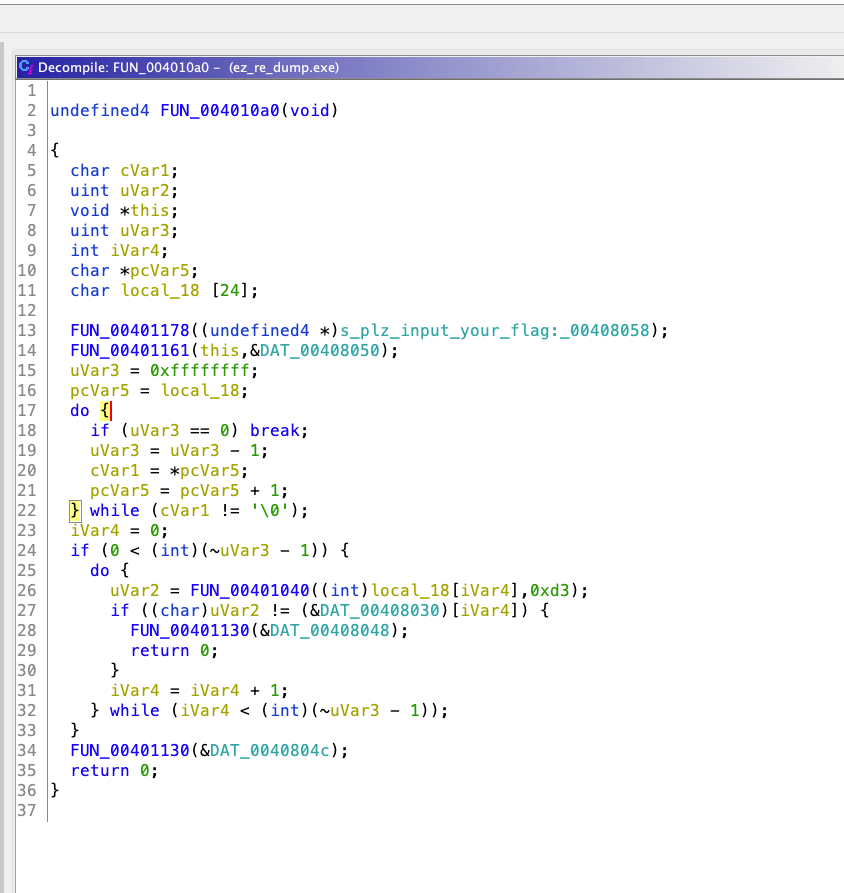 Decompile: FUN_004010a0 - (ez_re_dump.exe)
1
2 undefined4 FUN_004010a0(void)
3
4 {
5 char cVar1;
6 uint uVar2;
7 void *this;
8 uint uVar3;
9 int iVar4;
10 char *pcVar5;
11 char local_18 [24];
12
13 FUN_00401178((undefined4 *)s_plz_input_your_flag:_00408058);
14 FUN_00401161(this,&DAT_00408050);
15 uVar3 = 0xffffffff;
16 pcVar5 = local_18;
17 do {
18 if (uVar3 == 0) break;
19 uVar3 = uVar3 - 1;
20 cVar1 = *pcVar5;
21 pcVar5 = pcVar5 + 1;
22 } while (cVar1 != '\0');
23 iVar4 = 0;
24 if (0 < (int)(~uVar3 - 1)) {
25 do {
26 uVar2 = FUN_00401040((int)local_18[iVar4],0xd3);
27 if ((char)uVar2 != (&DAT_00408030)[iVar4]) {
28 FUN_00401130(&DAT_00408048);
29 return 0;
30 }
31 iVar4 = iVar4 + 1;
32 } while (iVar4 < (int)(~uVar3 - 1));
33 }
34 FUN_00401130(&DAT_0040804c);
35 return 0;
36 }
37